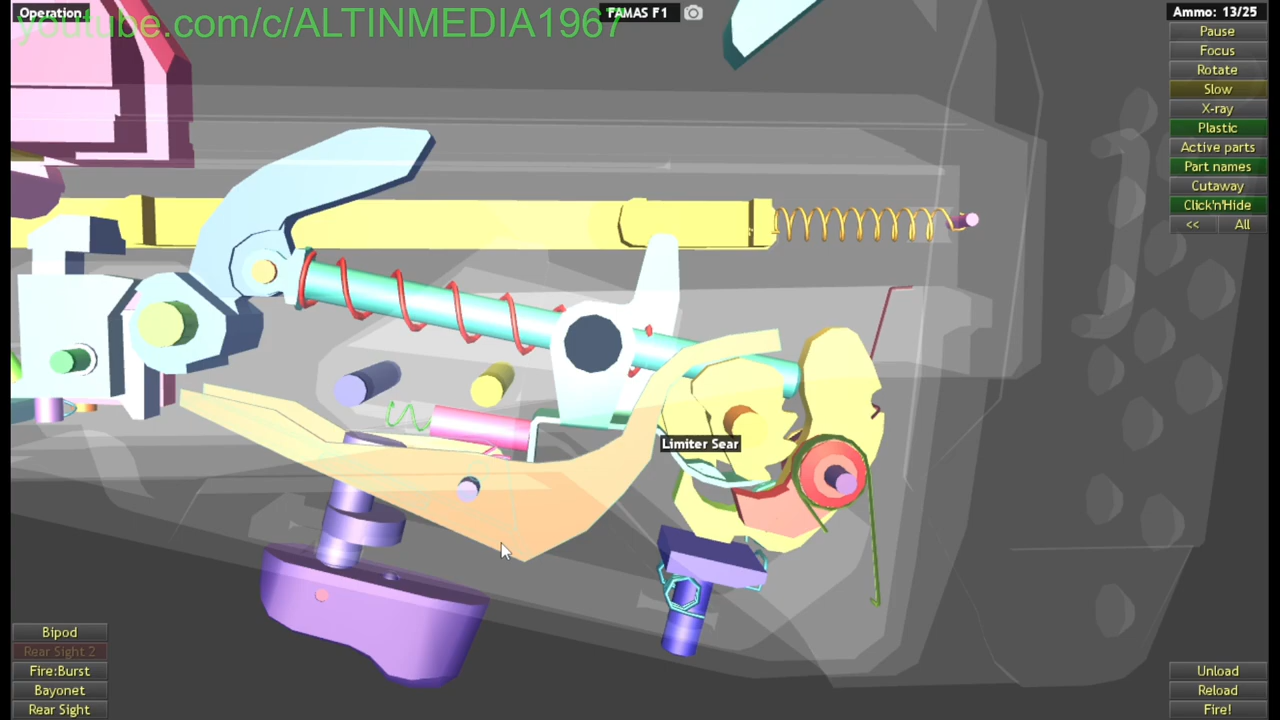 Operation
youtube.com/c/ALTINMEDIA1967
FAMAS F1
Ammo: 13/25
Pause
Focus
Rotate
Slow
X-ray
Plastic
Active parts
Part names
Cutaway
Click'n'Hide
<< All
Limiter Sear
Bipod
Rear Sight 2
Fire:Burst
Bayonet
Rear Sight
Unload
Reload
Fire!